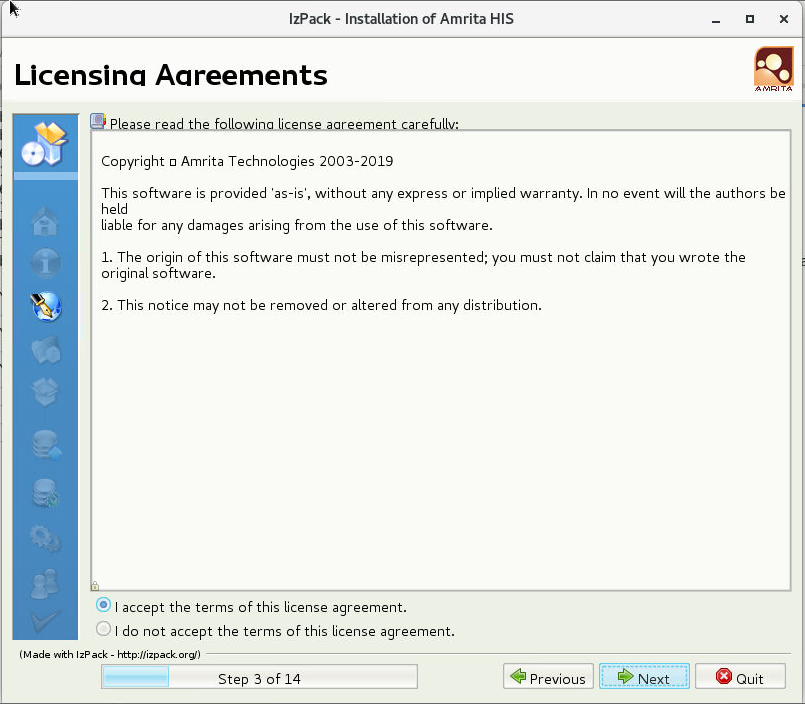 IzPack - Installation of Amrita HIS
Licensing Agreements
AMRITA
Please read the following license agreement carefully:
Copyright □ Amrita Technologies 2003-2019
This software is provided 'as-is', without any express or implied warranty. In no event will the authors be
held
liable for any damages arising from the use of this software.
1. The origin of this software must not be misrepresented; you must not claim that you wrote the
original software.
2. This notice may not be removed or altered from any distribution.
I accept the terms of this license agreement.
I do not accept the terms of this license agreement.
(Made with IzPack - http://izpack.org/)
Step 3 of 14
Previous
Next
Quit